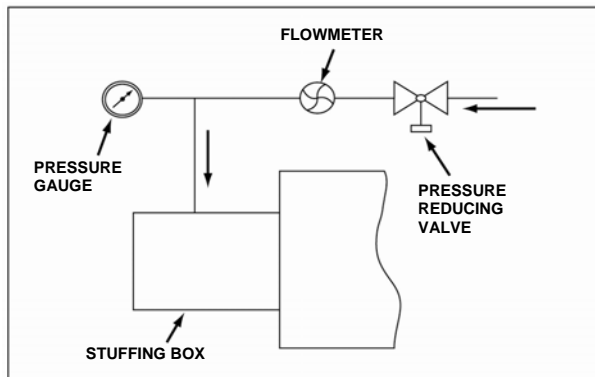 FLOWMETER
PRESSURE
GAUGE
PRESSURE
REDUCING
VALVE
STUFFING BOX